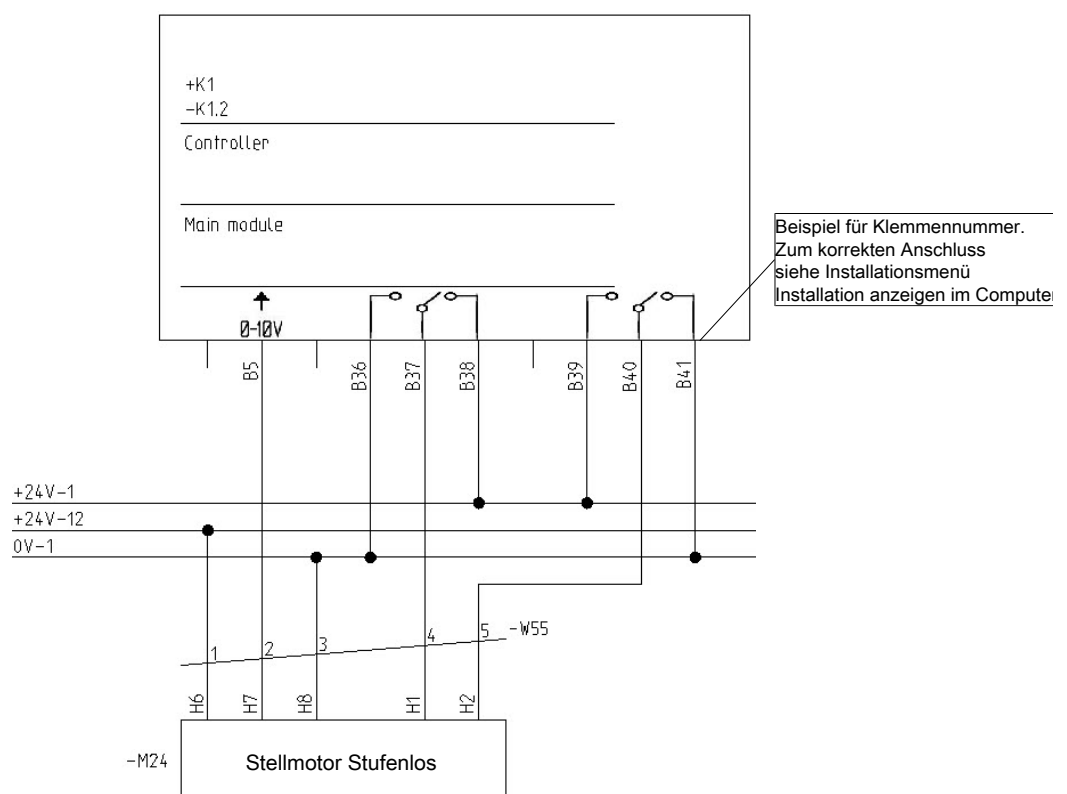 +K1
-K1.2
Controller
Main module
0-10V
Beispiel für Klemmennummer.
Zum korrekten Anschluss
siehe Installationsmenü
Installation anzeigen im Compute
B5
B36
B37
B38
B39
B40
B41
+24V-1
+24V-12
0V-1
1
2
3
4
5
-W55
H6
H7
H8
H1
H2
-M24
Stellmotor Stufenlos